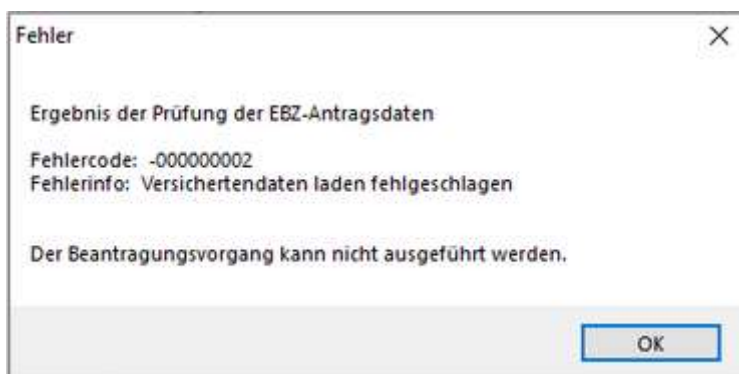 Fehler
Ergebnis der Prüfung der EBZ-Antragsdaten
Fehlercode: -000000002
Fehlerinfo: Versichertendaten laden fehlgeschlagen
Der Beantragungsvorgang kann nicht ausgeführt werden.
OK